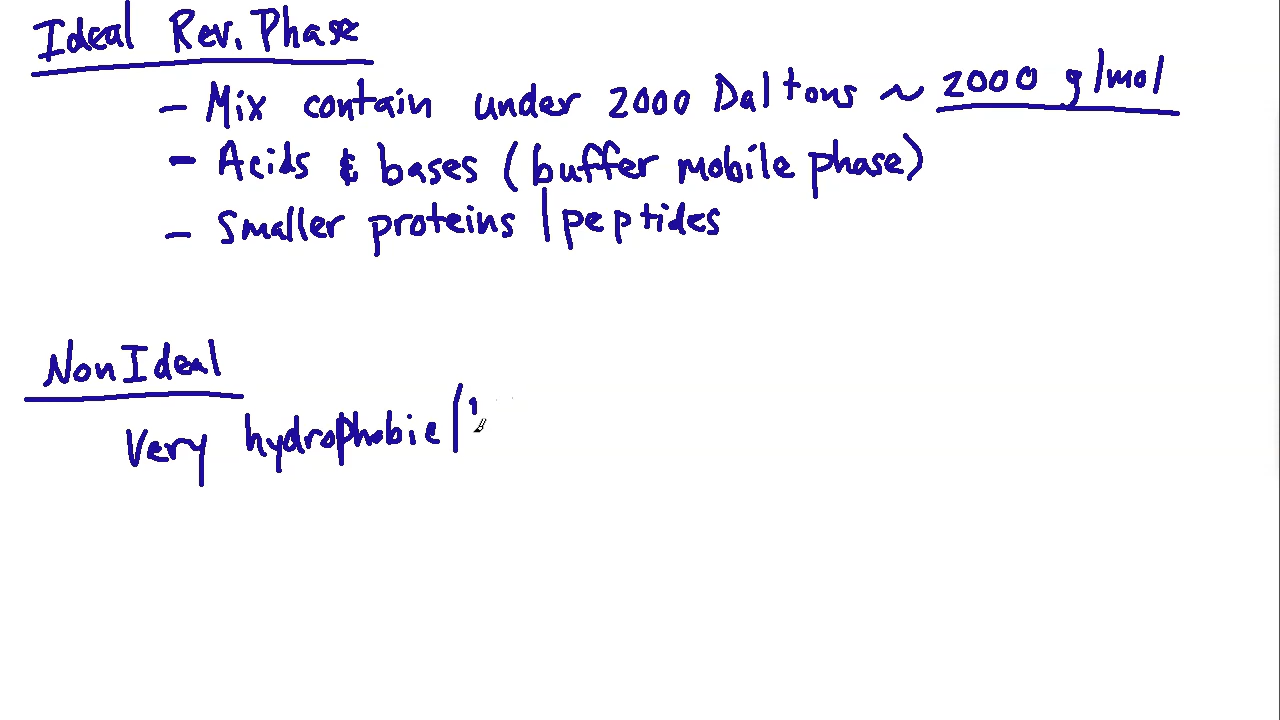 Ideal Rev. Phase
- Mix contain under 2000 Daltons ~ 2000 g/mol
- Acids & bases (buffer mobile phase)
- Smaller proteins / peptides
NonIdeal
Very hydrophobic /